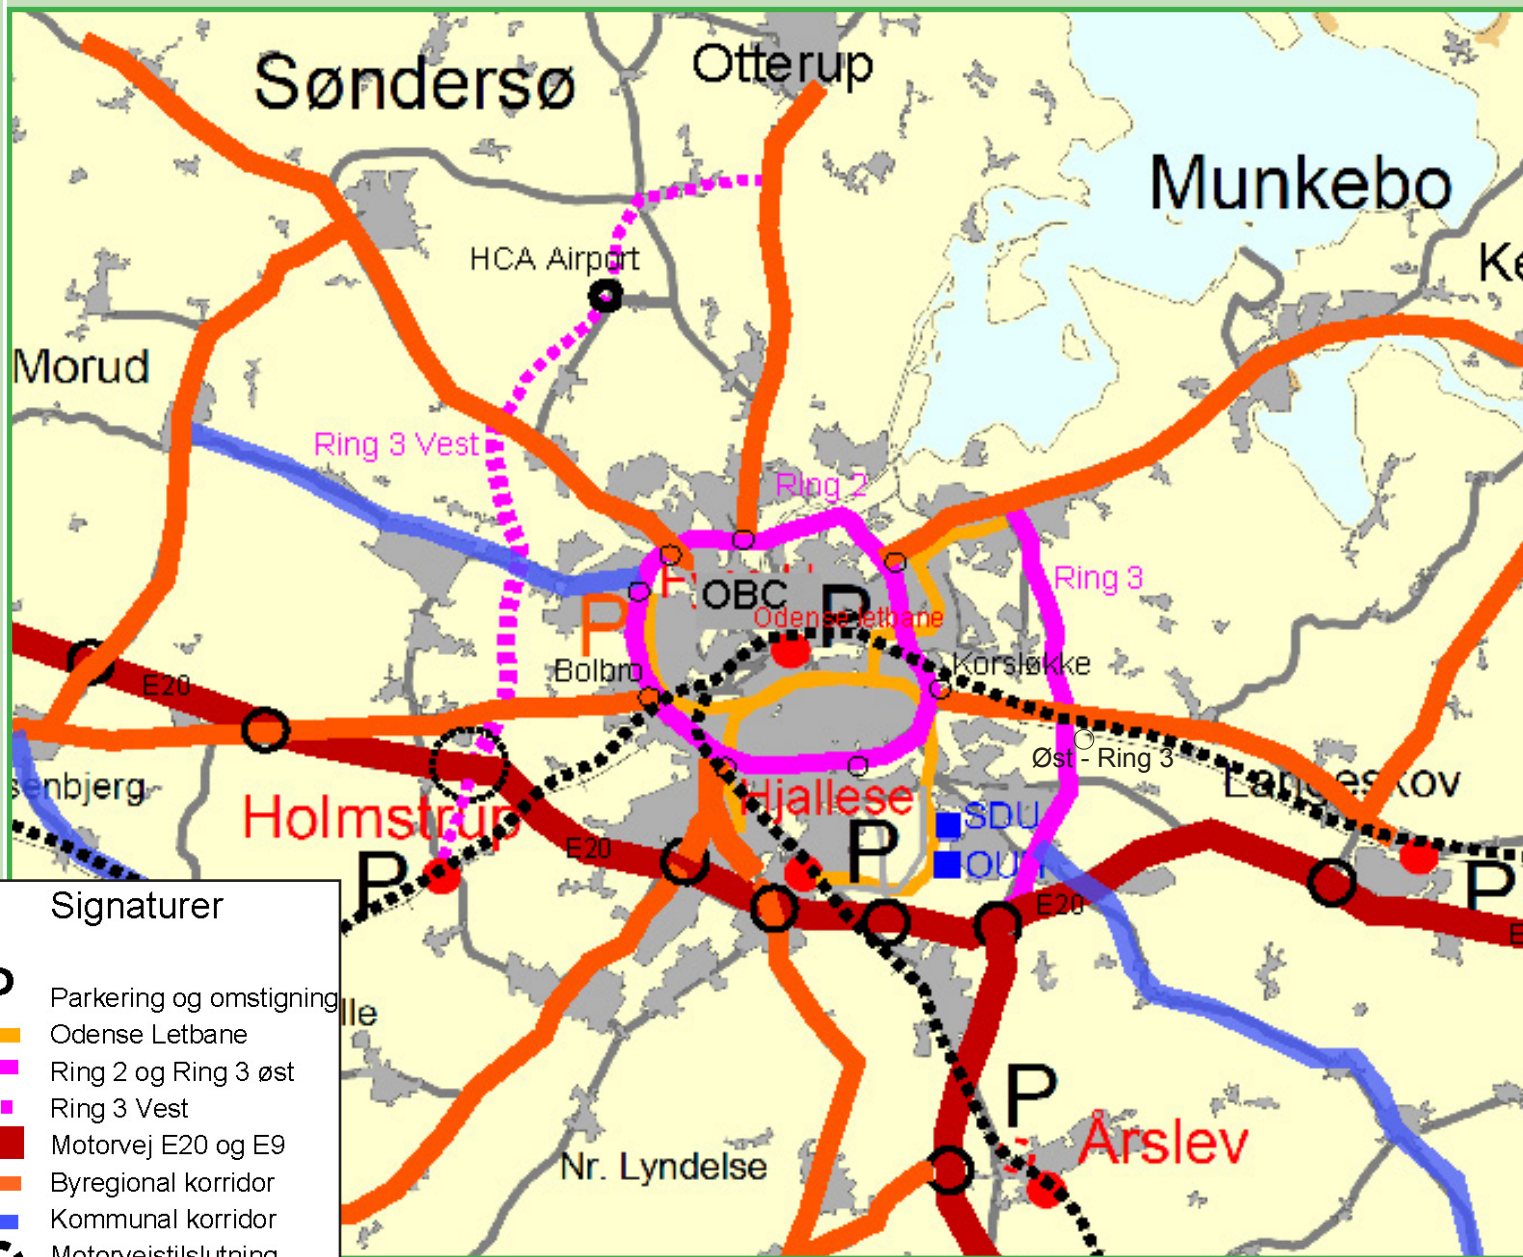 Søndersø
Otterup
Munkebo
HCA Airport
Morud
Ring 3 Vest
Ring 2
Ring 3
OBC
P
P
Odense letbane
Bolbro
Korsløkke
E20
Øst - Ring 3
Langeskov
Hjallese
Holmstrup
SDU
P
E20
P
E20
P
Signaturer
P
Parkering og omstigning
Odense Letbane
Ring 2 og Ring 3 øst
Ring 3 Vest
Motorvej E20 og E9
Byregional korridor
Kommunal korridor
Motorvejstilslutning
P
Årslev
Nr. Lyndelse